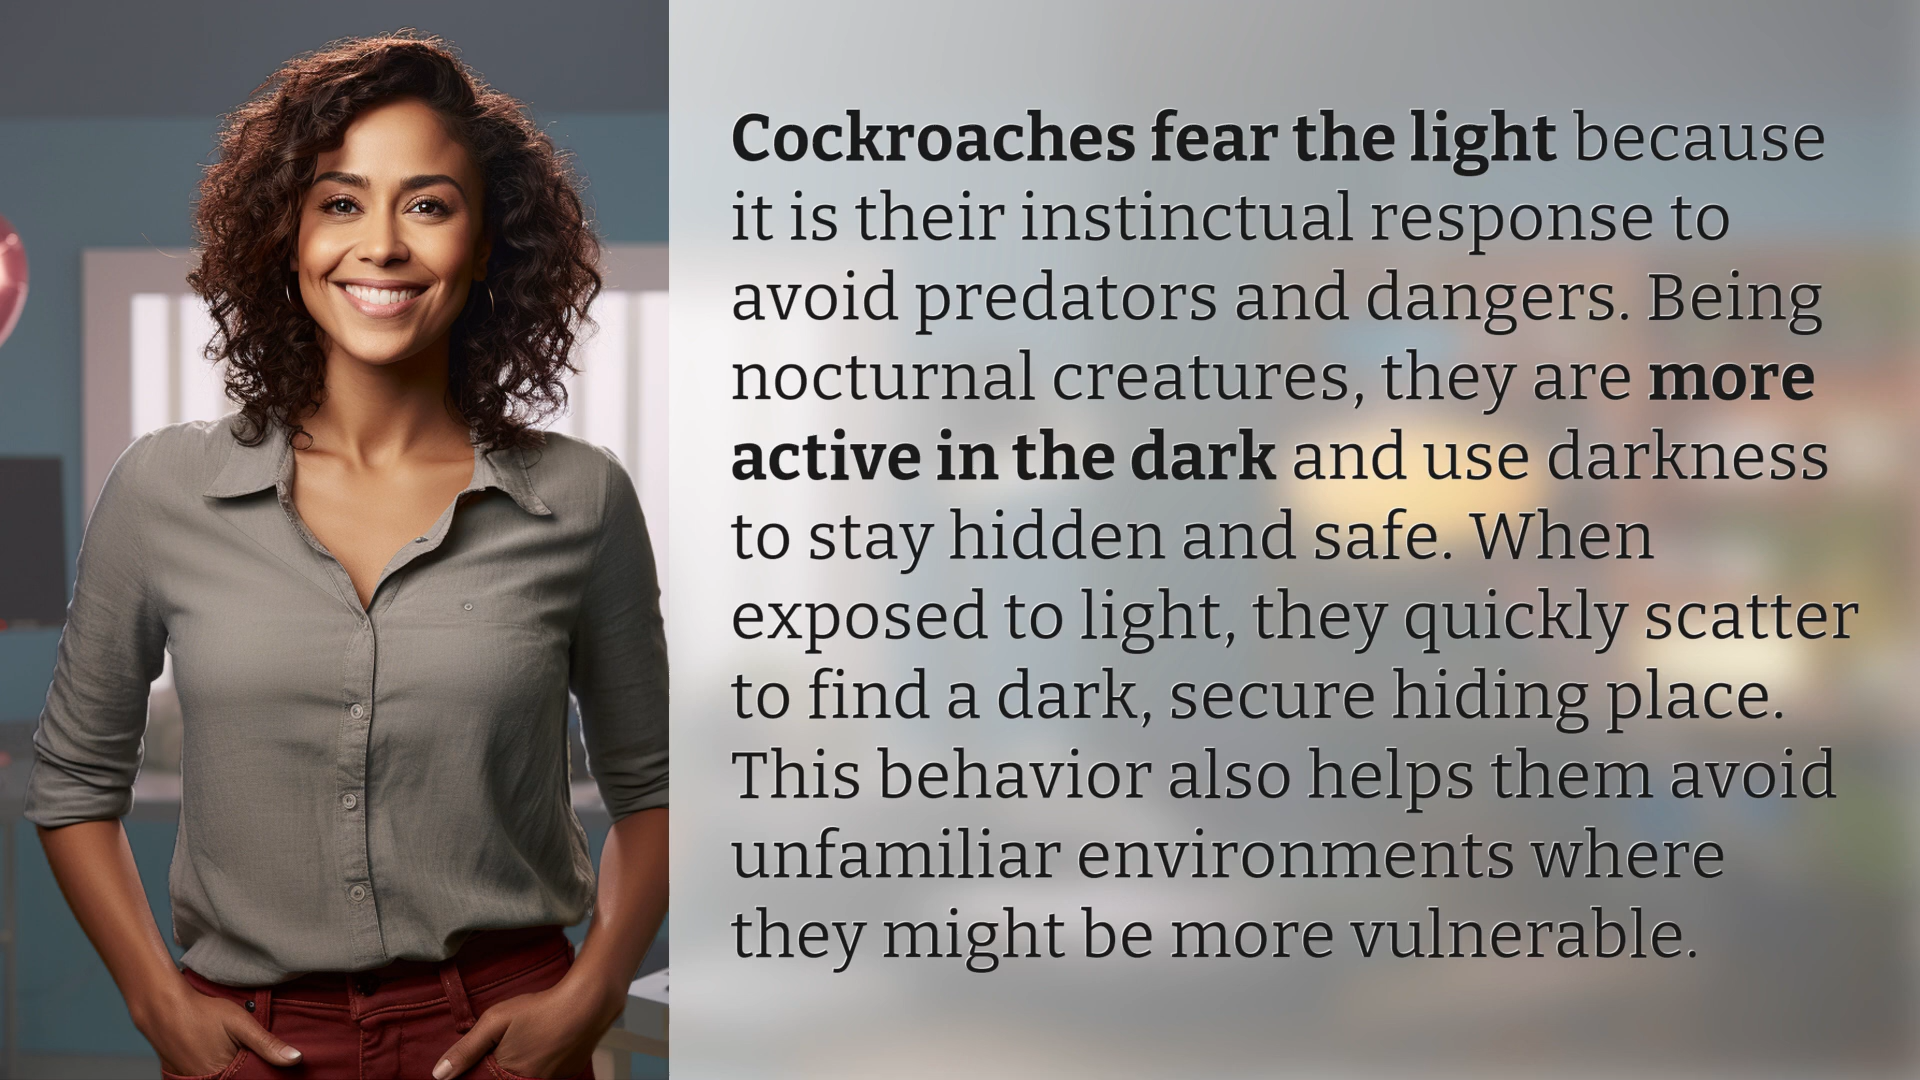 Cockroaches fear the light because
it is their instinctual response to
avoid predators and dangers. Being
nocturnal creatures, they are more
active in the dark and use darkness
to stay hidden and safe. When
exposed to light, they quickly scatter
to find a dark, secure hiding place.
This behavior also helps them avoid
unfamiliar environments where
they might be more vulnerable.